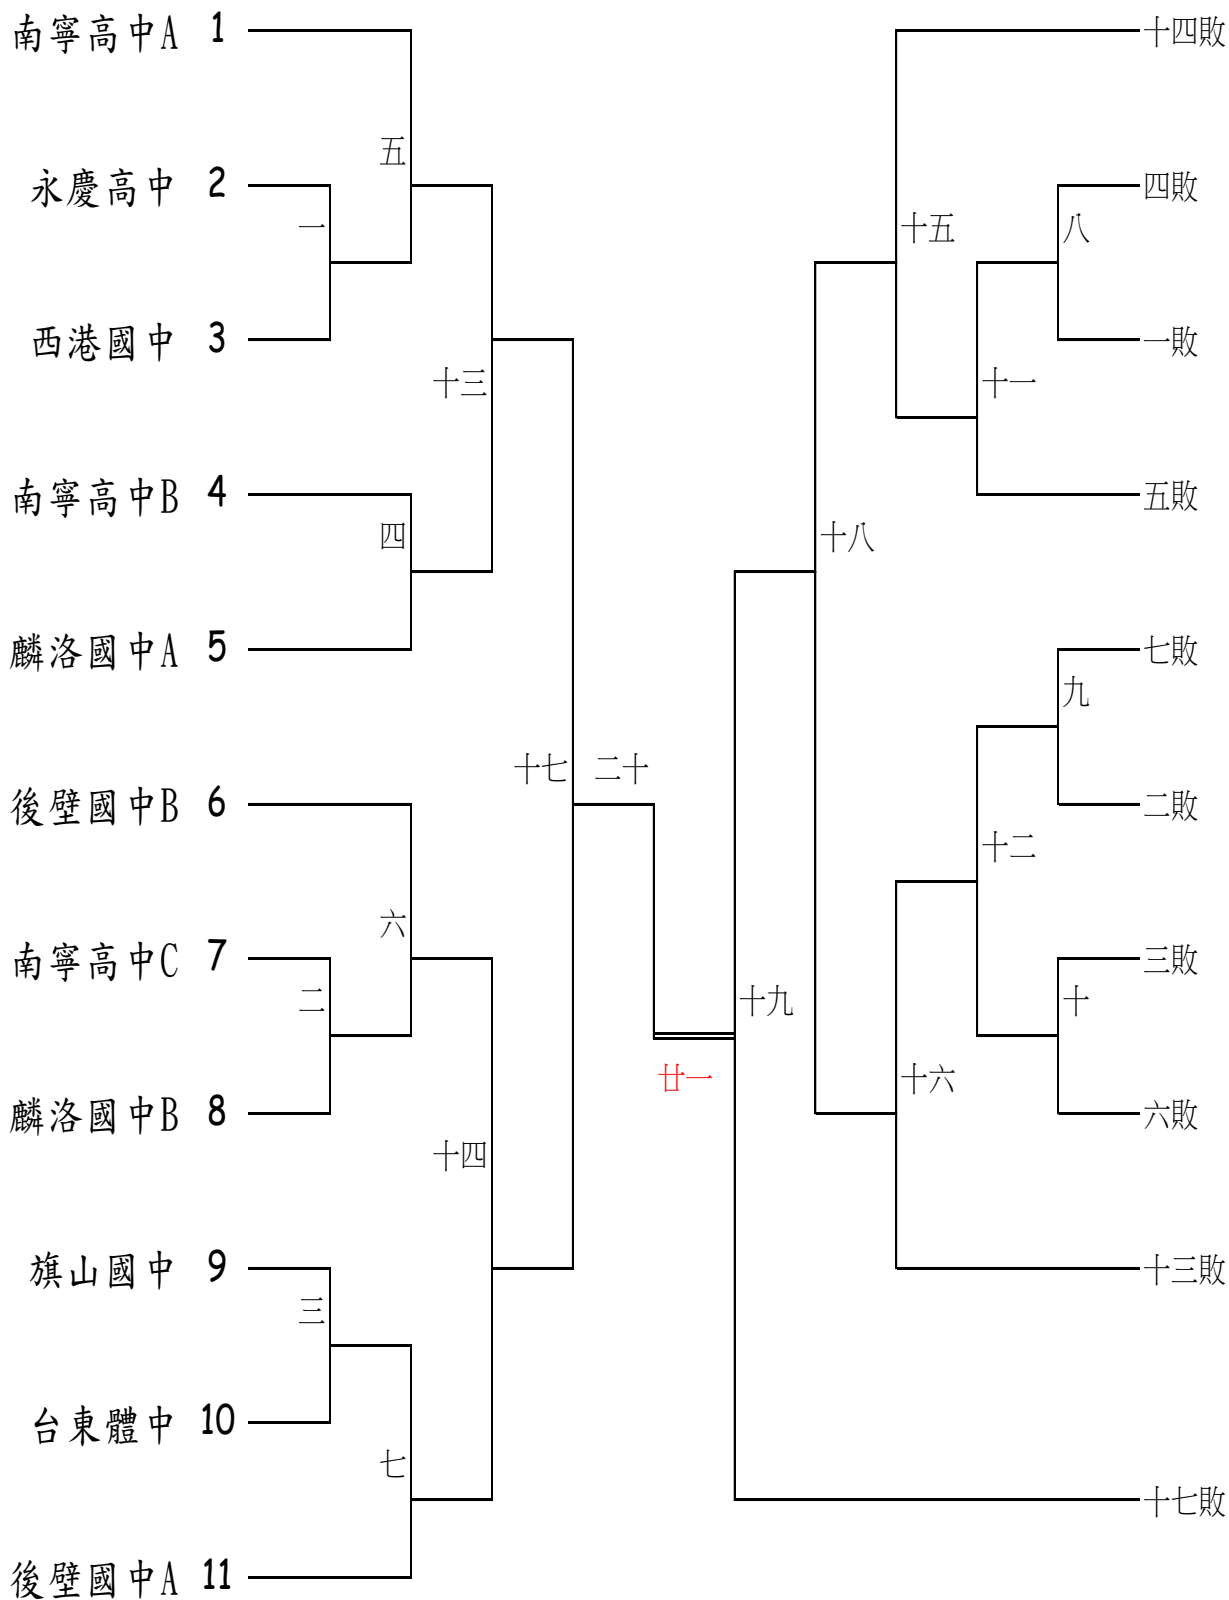 南寧高中A 1
十四敗
五
永慶高中 2
四敗
一
十五
八
西港國中 3
一敗
十三
十一
南寧高中B 4
五敗
四
十八
麟洛國中A 5
七敗
九
十七 二十
後壁國中B 6
二敗
十二
六
南寧高中C 7
三敗
二
十九
十
廿一
十六
麟洛國中B 8
六敗
十四
旗山國中 9
十三敗
三
台東體中 10
七
十七敗
後壁國中A 11